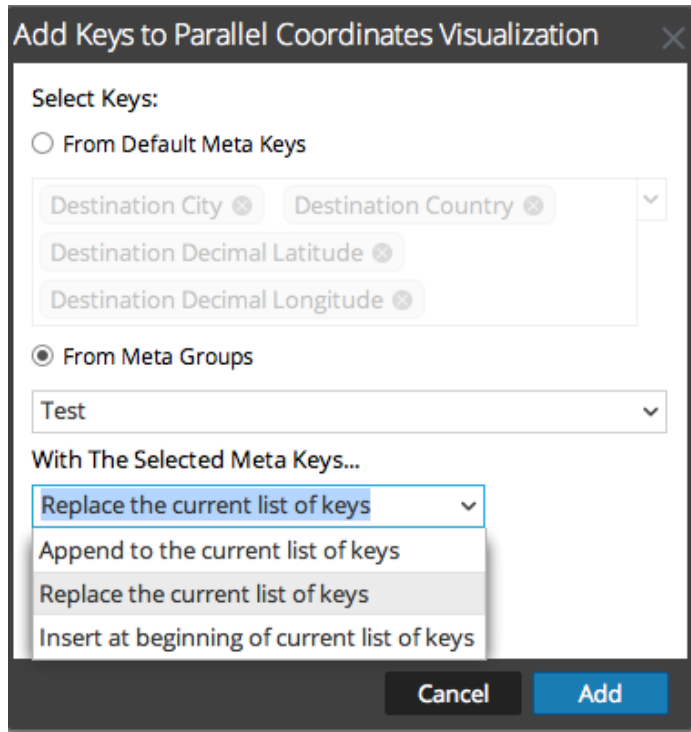 Add Keys to Parallel Coordinates Visualization
Select Keys:
From Default Meta Keys
Destination City Destination Country
Destination Decimal Latitude
Destination Decimal Longitude
From Meta Groups
Test
With The Selected Meta Keys...
Replace the current list of keys
Append to the current list of keys
Replace the current list of keys
Insert at beginning of current list of keys
Cancel Add